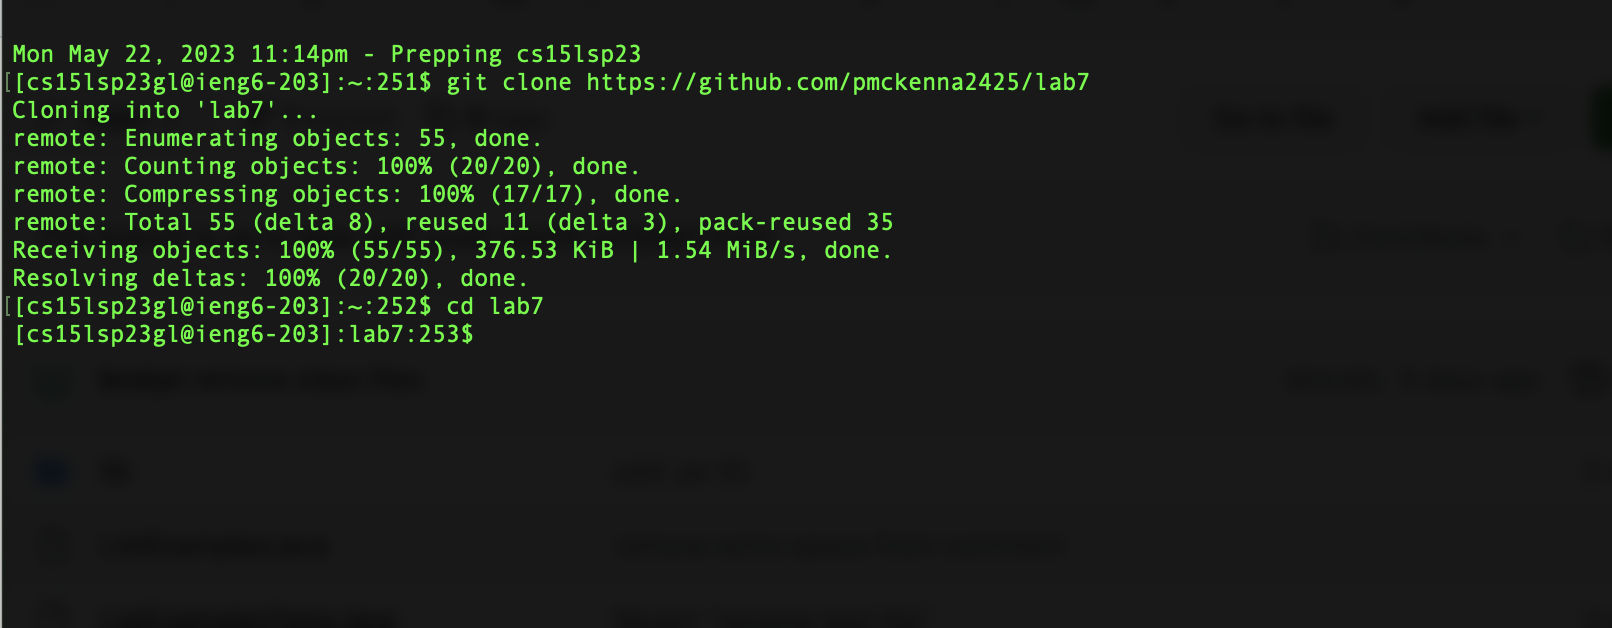 Mon May 22, 2023 11:14pm - Prepping cs15lsp23
[[cs15lsp23gl@ieng6-203]:~:251$ git clone https://github.com/pmckenna2425/lab7
Cloning into 'lab7'...
remote: Enumerating objects: 55, done.
remote: Counting objects: 100% (20/20), done.
remote: Compressing objects: 100% (17/17), done.
remote: Total 55 (delta 8), reused 11 (delta 3), pack-reused 35
Receiving objects: 100% (55/55), 376.53 KiB | 1.54 MiB/s, done.
Resolving deltas: 100% (20/20), done.
[[cs15lsp23gl@ieng6-203]:~:252$ cd lab7
[cs15lsp23gl@ieng6-203]:lab7:253$